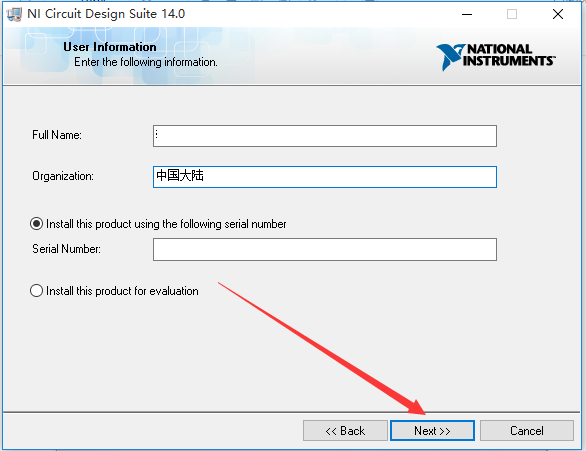 NI Circuit Design Suite 14.0
User Information
Enter the following information.
NATIONAL
INSTRUMENTS™
Full Name:
:
Organization:
中国大陆
Install this product using the following serial number
Serial Number:
Install this product for evaluation
<< Back
Next >>
Cancel